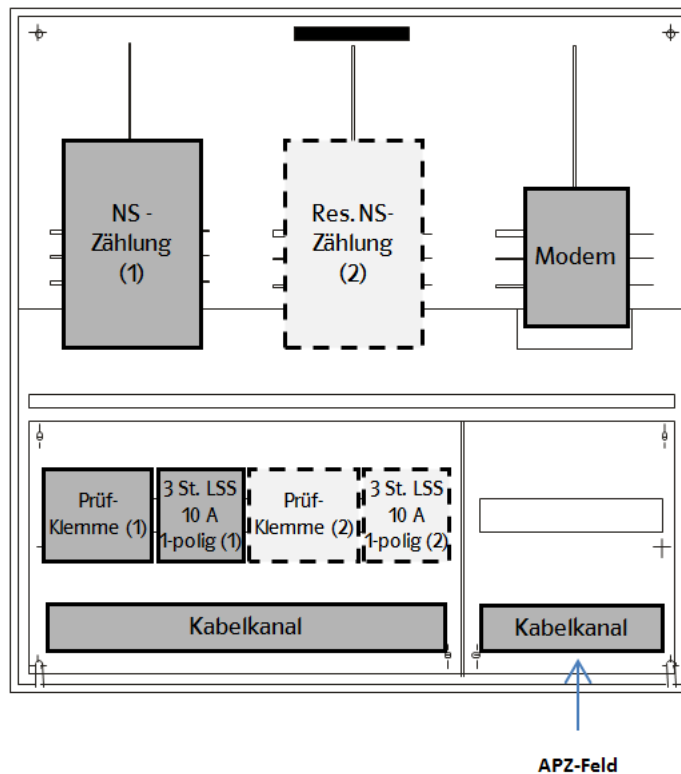 NS -
Zählung
(1)
Res. NS-
Zählung
(2)
Modem
Prüf-
Klemme (1)
3 St. LSS
10 A
1-polig (1)
Prüf-
Klemme (2)
3 St. LSS
10 A
1-polig (2)
Kabelkanal
Kabelkanal
APZ-Feld